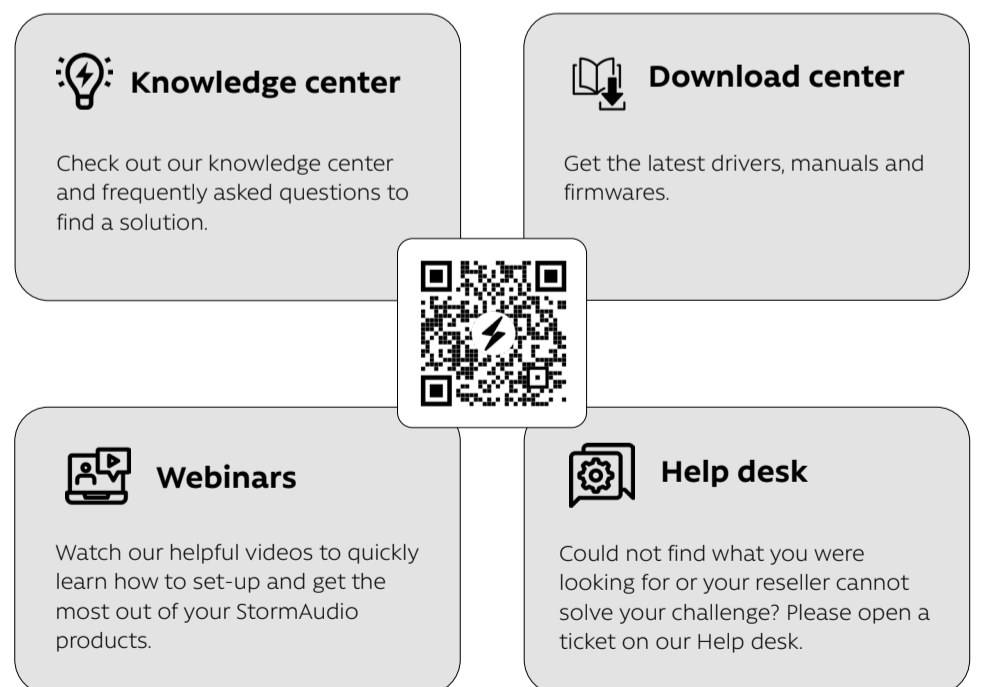 Knowledge center
Check out our knowledge center
and frequently asked questions to
find a solution.
Download center
Get the latest drivers, manuals and
firmwares.
Webinars
Watch our helpful videos to quickly
learn how to set-up and get the
most out of your StormAudio
products.
Help desk
Could not find what you were
looking for or your reseller cannot
solve your challenge? Please open a
ticket on our Help desk.